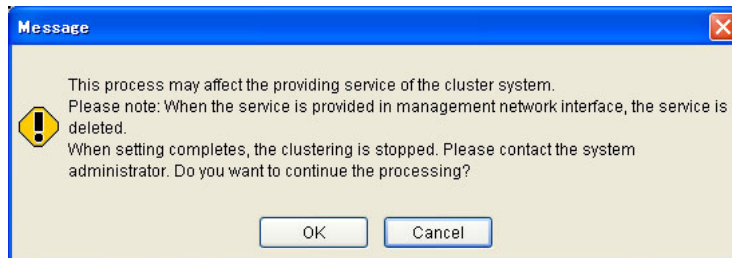 Message
This process may affect the providing service of the cluster system.
Please note: When the service is provided in management network interface, the service is
deleted.
When setting completes, the clustering is stopped. Please contact the system
administrator. Do you want to continue the processing?
OK
Cancel